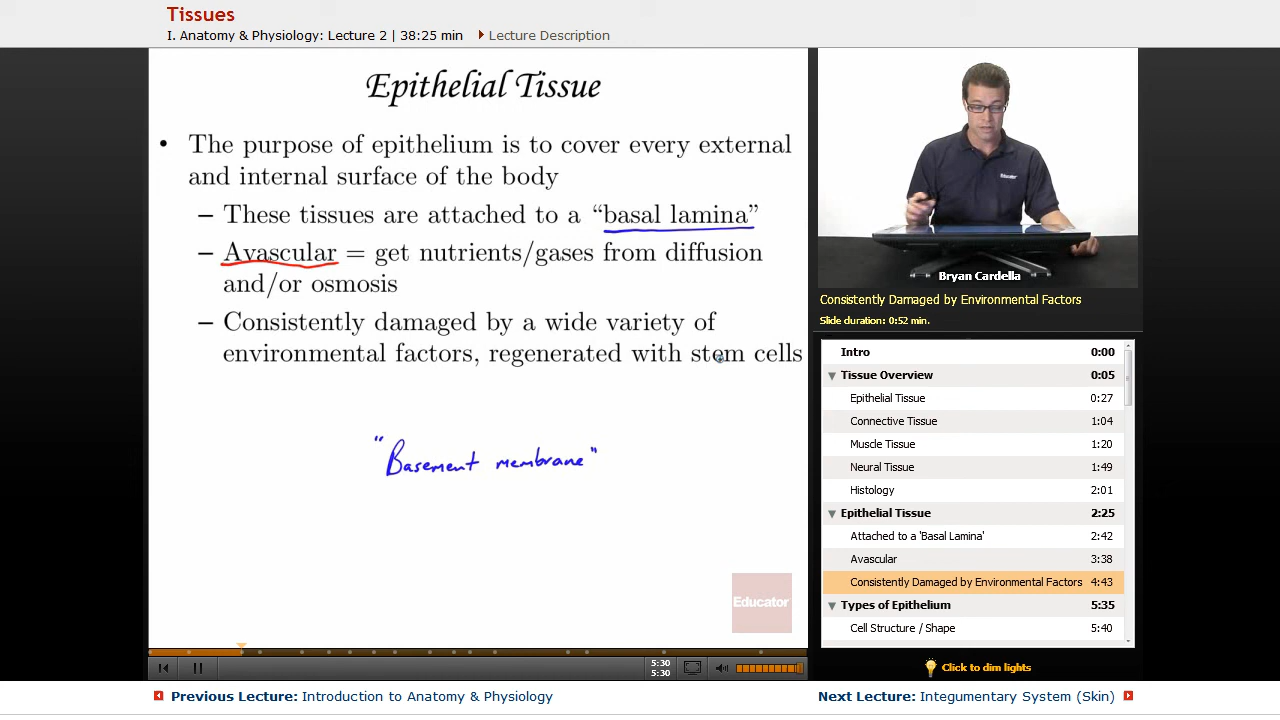 Tissues
I. Anatomy & Physiology: Lecture 2 | 38:25 min
Lecture Description
Epithelial Tissue
• The purpose of epithelium is to cover every external
and internal surface of the body
– These tissues are attached to a “basal lamina”
– Avascular = get nutrients/gases from diffusion
and/or osmosis
– Consistently damaged by a wide variety of
environmental factors, regenerated with stem cells
"Basement membrane"
Educator
5:30
5:30
Educator
Bryan Cardella
Consistently Damaged by Environmental Factors
Slide duration: 0:52 min.
Intro 0:00
Tissue Overview 0:05
Epithelial Tissue 0:27
Connective Tissue 1:04
Muscle Tissue 1:20
Neural Tissue 1:49
Histology 2:01
Epithelial Tissue 2:25
Attached to a 'Basal Lamina' 2:42
Avascular 3:38
Consistently Damaged by Environmental Factors 4:43
Types of Epithelium 5:35
Cell Structure / Shape 5:40
Click to dim lights
Previous Lecture: Introduction to Anatomy & Physiology
Next Lecture: Integumentary System (Skin)